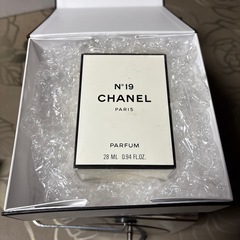 N°19
CHANEL
PARIS
PARFUM
28 ML 0.94 FL.OZ.